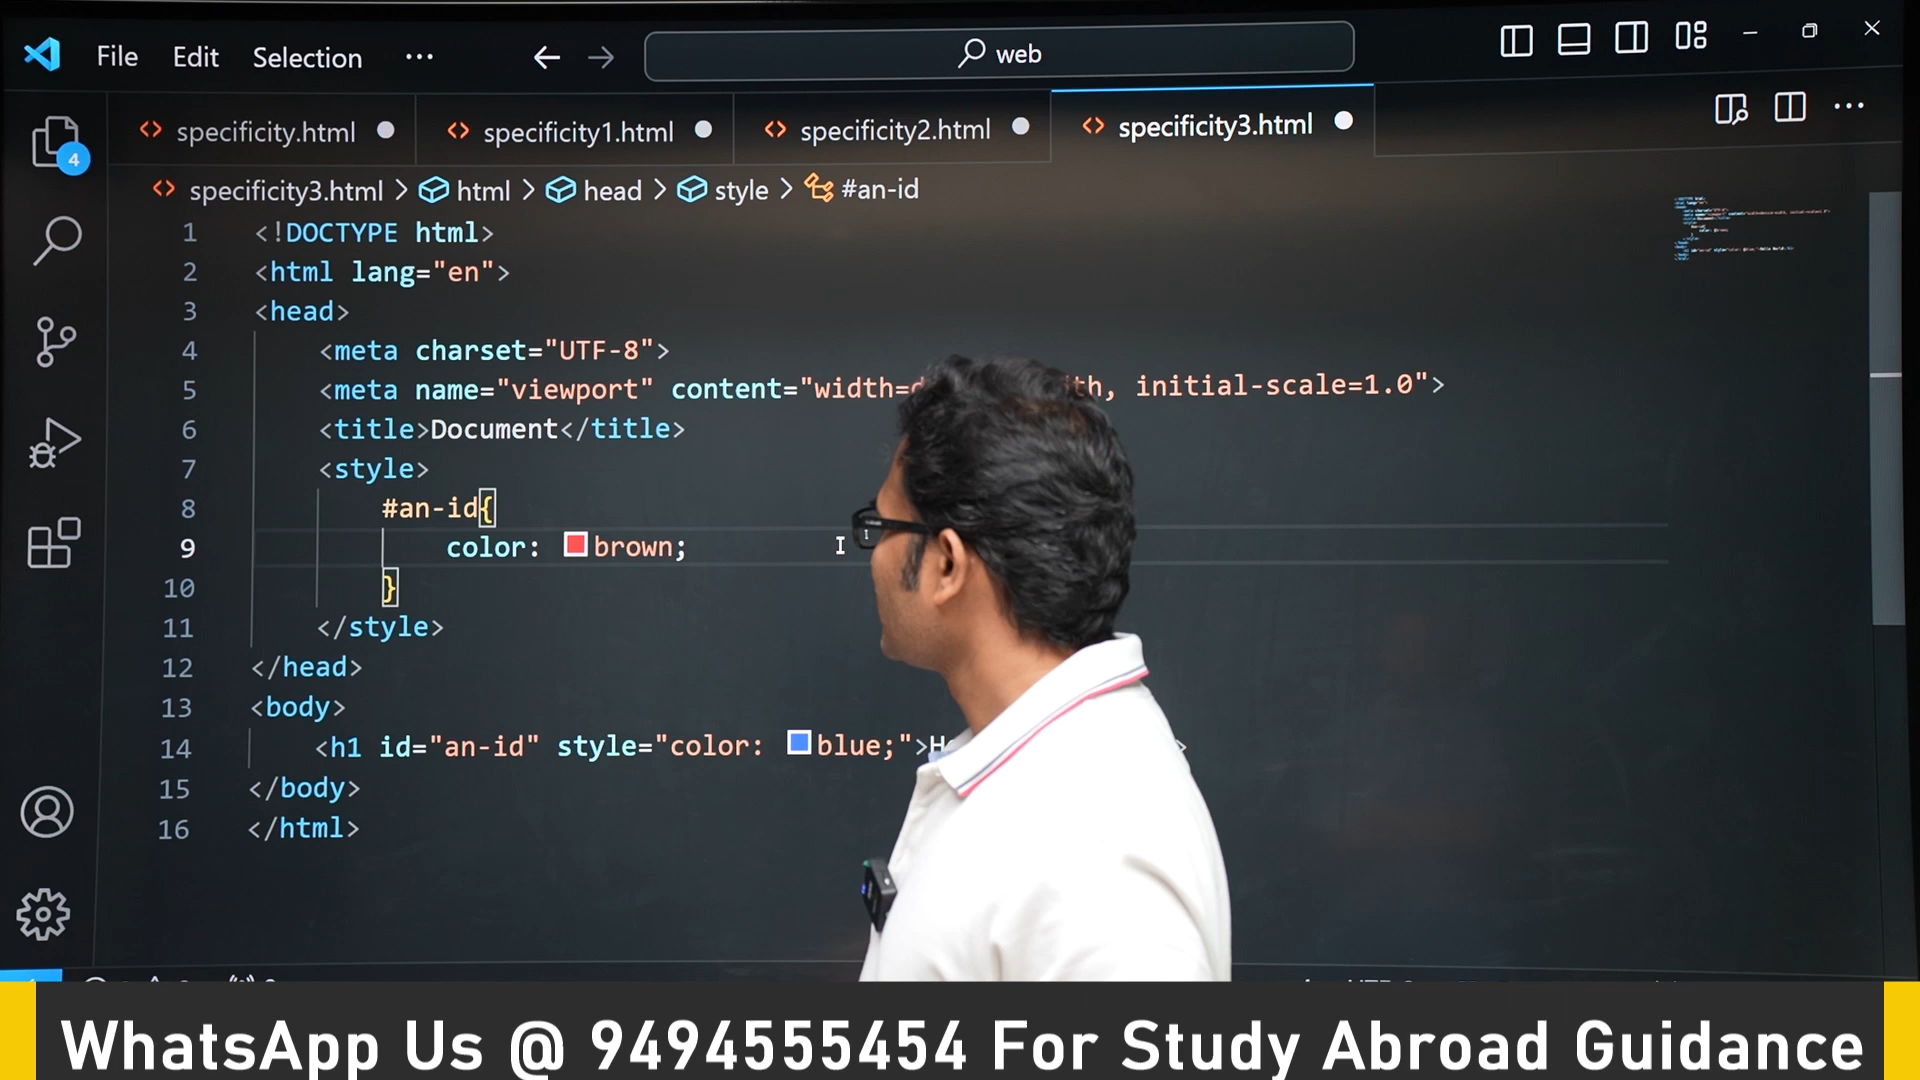 File Edit Selection ··· web
specificity.html specificity1.html specificity2.html specificity3.html
4
specificity3.html > html > head > style > #an-id
1 <!DOCTYPE html>
2 <html lang="en">
3 <head>
4 <meta charset="UTF-8">
5 <meta name="viewport" content="width= initial-scale=1.0">
6 <title>Document</title>
7 <style>
8 #an-id{
9 color: brown;
10 }
11 </style>
12 </head>
13 <body>
14 <h1 id="an-id" style="color: blue;">
15 </body>
16 </html>
WhatsApp Us @ 9494555454 For Study Abroad Guidance